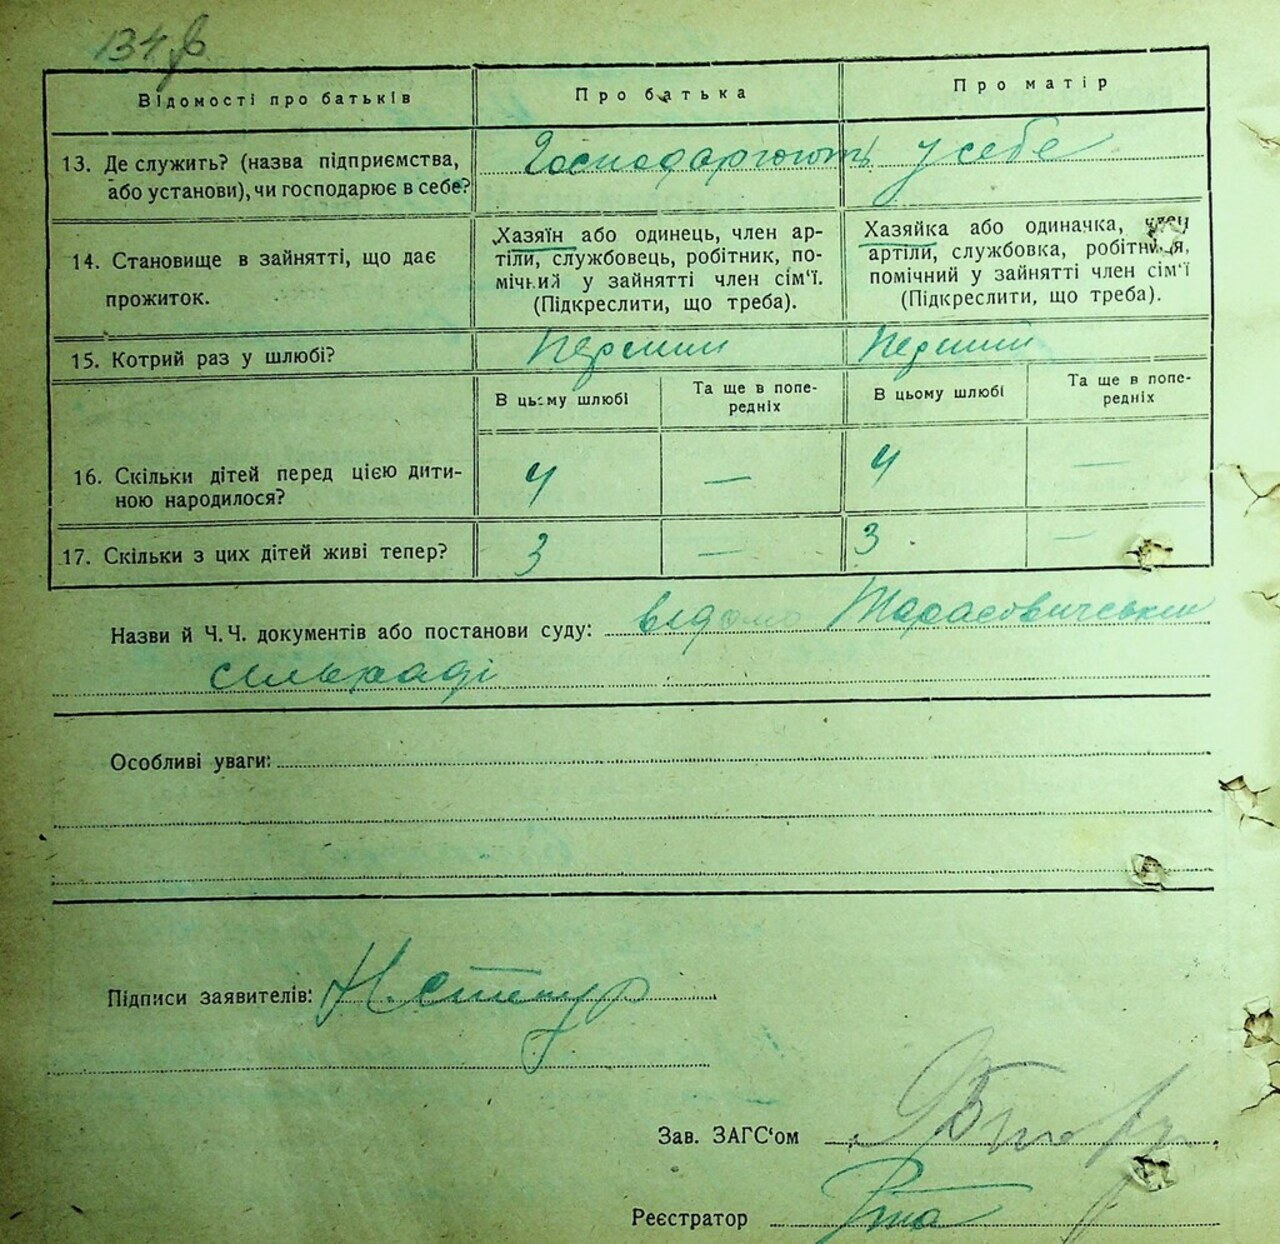 134
Відомості про батьків
Про батька
Про матір
13. Де служить? (назва підприємства,
або установи), чи господарює в себе?
Господарюють у себе
14. Становище в зайнятті, що дає
прожиток.
Хазяїн або одинець, член ар-
тіли, службовець, робітник, по-
мічний у зайнятті член сім'ї.
(Підкреслити, що треба).
Хазяйка або одиначка, член
артіли, службовка, робітниця,
помічний у зайнятті член сім'ї
(Підкреслити, що треба).
15. Котрий раз у шлюбі?
Перший
Перший
В цьому шлюбі
Та ще в попе-
редніх
В цьому шлюбі
Та ще в попе-
редніх
16. Скільки дітей перед цією дити-
ною народилося?
4
—
4
—
17. Скільки з цих дітей живі тепер?
3
—
3
—
Назви й Ч.Ч. документів або постанови суду: відомо Тарасовичський
сільраді
Особливі уваги:
Підписи заявителів:
Зав. ЗАГС'ом
Реєстратор